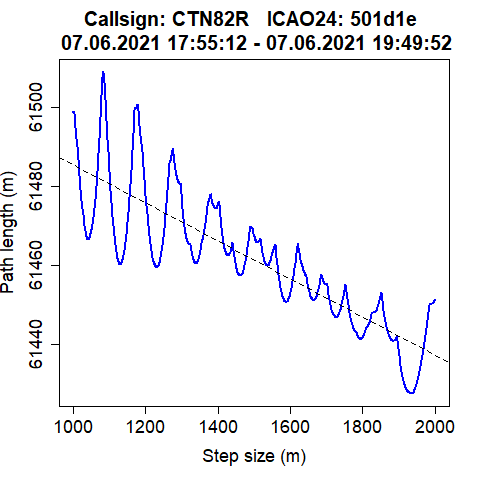 Callsign: CTN82R   ICAO24: 501d1e
07.06.2021 17:55:12 - 07.06.2021 19:49:52
Path length (m)
61500
61480
61460
61440
1000 1200 1400 1600 1800 2000
Step size (m)